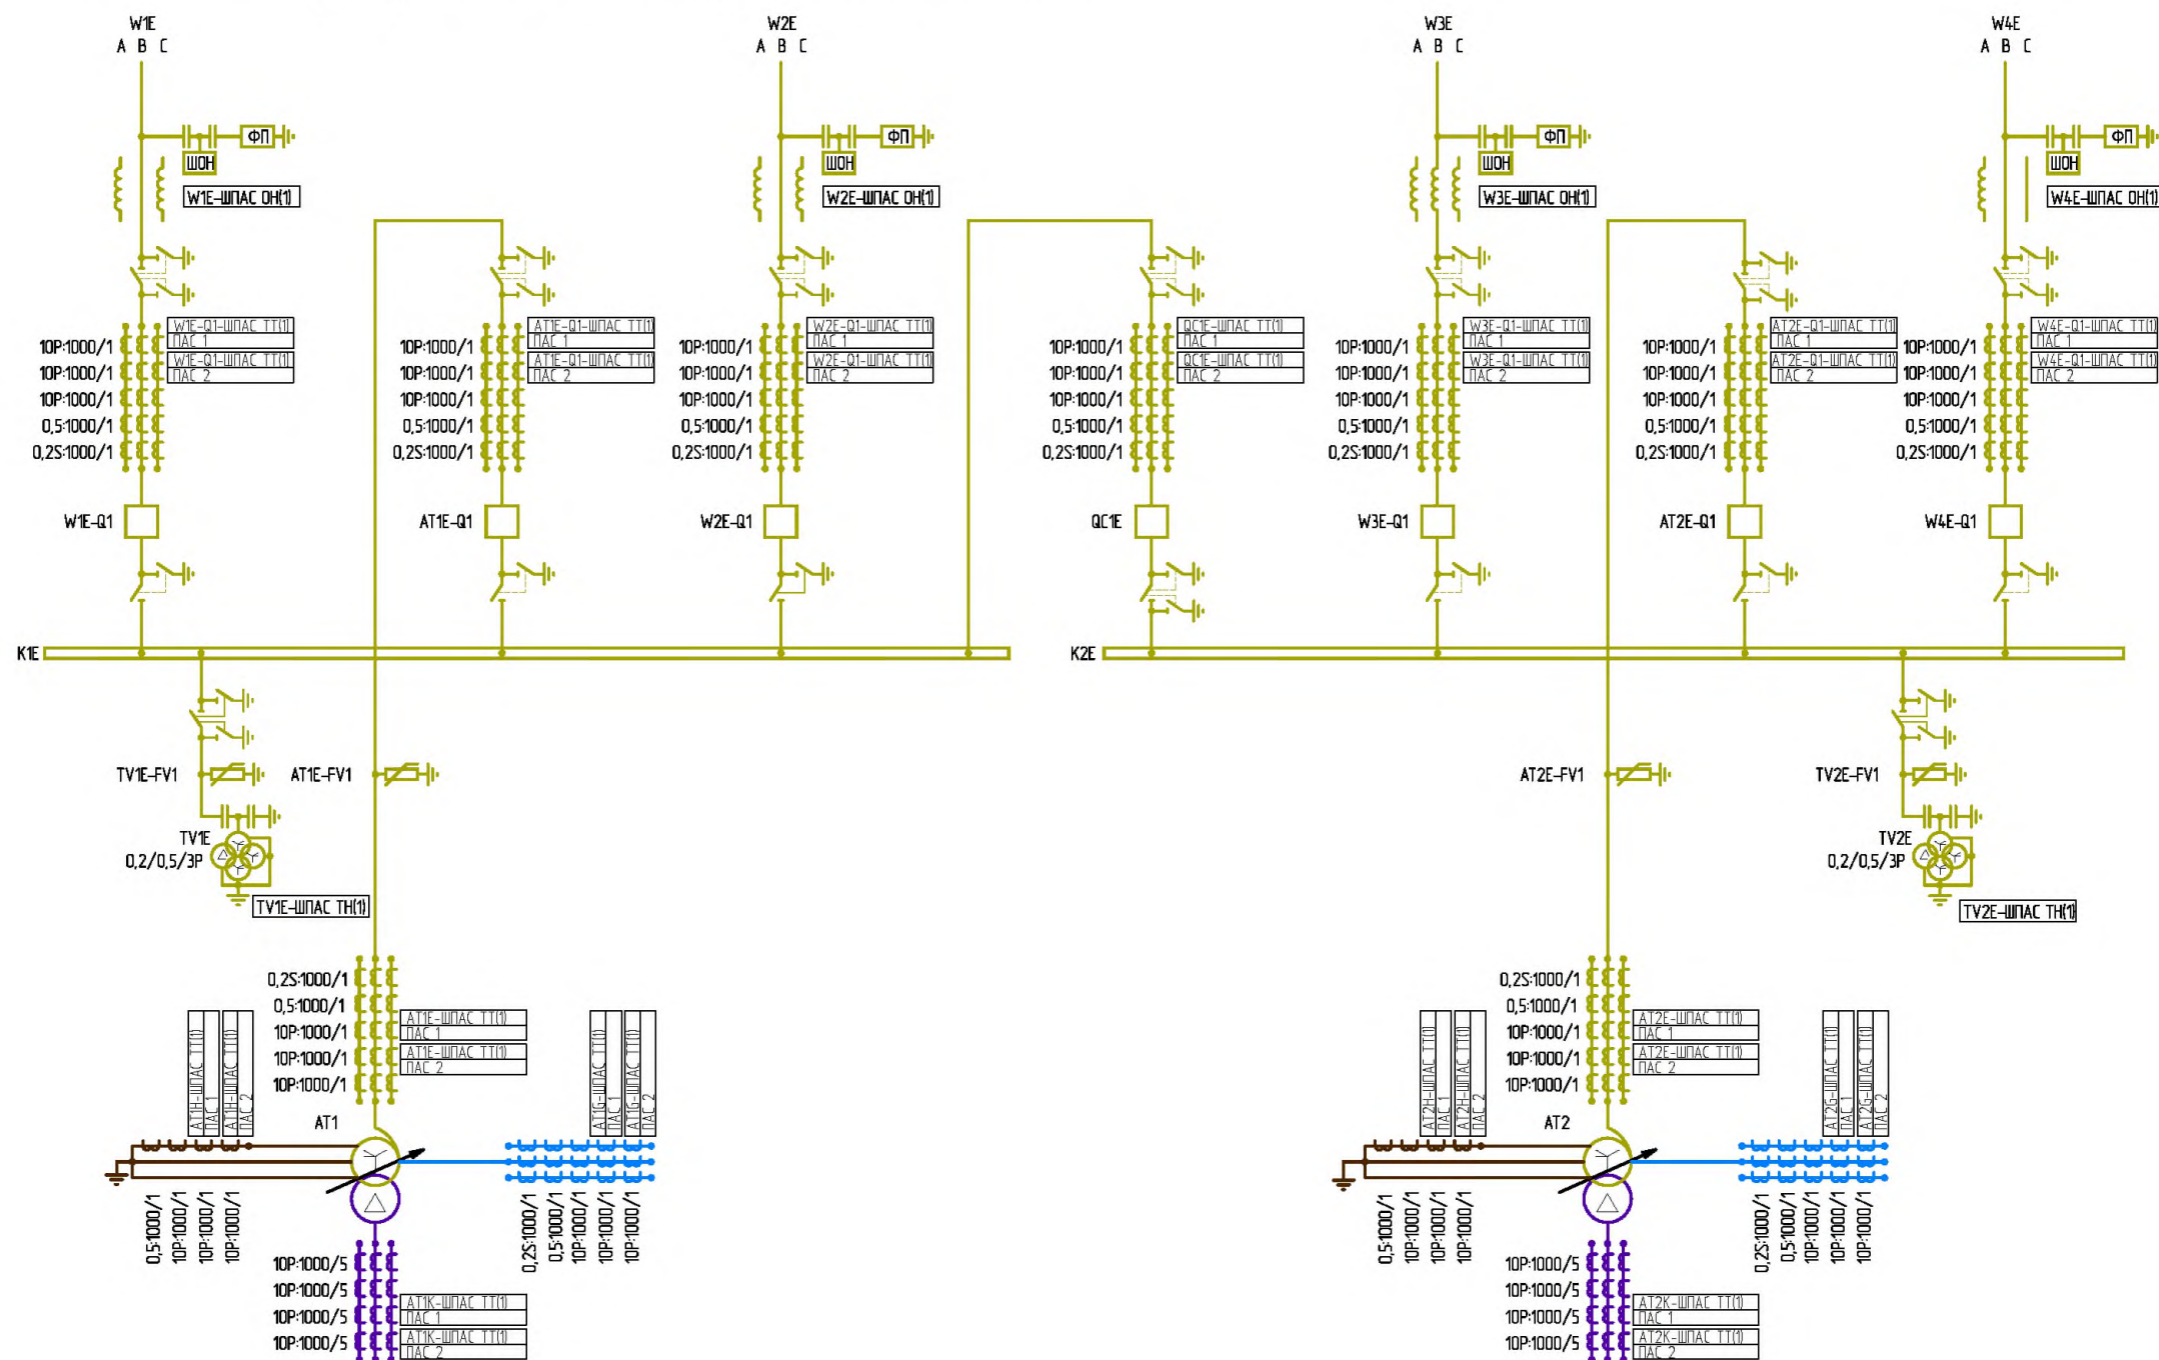 W1E
A B C
W2E
A B C
W3E
A B C
W4E
A B C
ФП
ШОН
W1E-ШПАС ОН(1)
ФП
ШОН
W2E-ШПАС ОН(1)
ФП
ШОН
W3E-ШПАС ОН(1)
ФП
ШОН
W4E-ШПАС ОН(1)
10P:1000/1
10P:1000/1
10P:1000/1
0,5:1000/1
0,2S:1000/1
W1E-Q1-ШПАС ТТ(1)
ПАС 1
W1E-Q1-ШПАС ТТ(1)
ПАС 2
W1E-Q1
10P:1000/1
10P:1000/1
10P:1000/1
0,5:1000/1
0,2S:1000/1
AT1E-Q1-ШПАС ТТ(1)
ПАС 1
AT1E-Q1-ШПАС ТТ(1)
ПАС 2
AT1E-Q1
10P:1000/1
10P:1000/1
10P:1000/1
0,5:1000/1
0,2S:1000/1
W2E-Q1-ШПАС ТТ(1)
ПАС 1
W2E-Q1-ШПАС ТТ(1)
ПАС 2
W2E-Q1
10P:1000/1
10P:1000/1
10P:1000/1
0,5:1000/1
0,2S:1000/1
QC1E-ШПАС ТТ(1)
ПАС 1
QC1E-ШПАС ТТ(1)
ПАС 2
QC1E
10P:1000/1
10P:1000/1
10P:1000/1
0,5:1000/1
0,2S:1000/1
W3E-Q1-ШПАС ТТ(1)
ПАС 1
W3E-Q1-ШПАС ТТ(1)
ПАС 2
W3E-Q1
10P:1000/1
10P:1000/1
10P:1000/1
0,5:1000/1
0,2S:1000/1
AT2E-Q1-ШПАС ТТ(1)
ПАС 1
AT2E-Q1-ШПАС ТТ(1)
ПАС 2
AT2E-Q1
10P:1000/1
10P:1000/1
10P:1000/1
0,5:1000/1
0,2S:1000/1
W4E-Q1-ШПАС ТТ(1)
ПАС 1
W4E-Q1-ШПАС ТТ(1)
ПАС 2
W4E-Q1
K1E
K2E
TV1E-FV1
AT1E-FV1
AT2E-FV1
TV2E-FV1
TV1E
0,2/0,5/3P
TV1E-ШПАС ТН(1)
TV2E
0,2/0,5/3P
TV2E-ШПАС ТН(1)
0,2S:1000/1
0,5:1000/1
10P:1000/1
10P:1000/1
10P:1000/1
AT1E-ШПАС ТТ(1)
ПАС 1
AT1E-ШПАС ТТ(1)
ПАС 2
AT1H-ШПАС ТТ(1)
ПАС 1
AT1H-ШПАС ТТ(1)
ПАС 2
AT1G-ШПАС ТТ(1)
ПАС 1
AT1G-ШПАС ТТ(1)
ПАС 2
AT1
0,5:1000/1
10P:1000/1
10P:1000/1
10P:1000/1
0,2S:1000/1
0,5:1000/1
10P:1000/1
10P:1000/1
10P:1000/1
10P:1000/5
10P:1000/5
10P:1000/5
10P:1000/5
AT1K-ШПАС ТТ(1)
ПАС 1
AT1K-ШПАС ТТ(1)
ПАС 2
0,2S:1000/1
0,5:1000/1
10P:1000/1
10P:1000/1
10P:1000/1
AT2E-ШПАС ТТ(1)
ПАС 1
AT2E-ШПАС ТТ(1)
ПАС 2
AT2H-ШПАС ТТ(1)
ПАС 1
AT2H-ШПАС ТТ(1)
ПАС 2
AT2G-ШПАС ТТ(1)
ПАС 1
AT2G-ШПАС ТТ(1)
ПАС 2
AT2
0,5:1000/1
10P:1000/1
10P:1000/1
10P:1000/1
0,2S:1000/1
0,5:1000/1
10P:1000/1
10P:1000/1
10P:1000/1
10P:1000/5
10P:1000/5
10P:1000/5
10P:1000/5
AT2K-ШПАС ТТ(1)
ПАС 1
AT2K-ШПАС ТТ(1)
ПАС 2